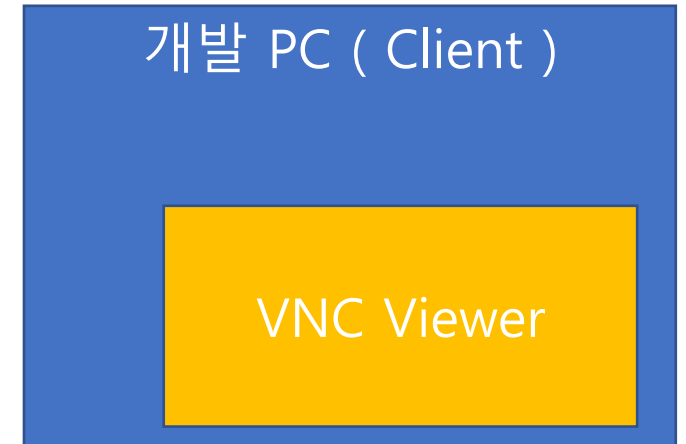 개발 PC ( Client )
VNC Viewer